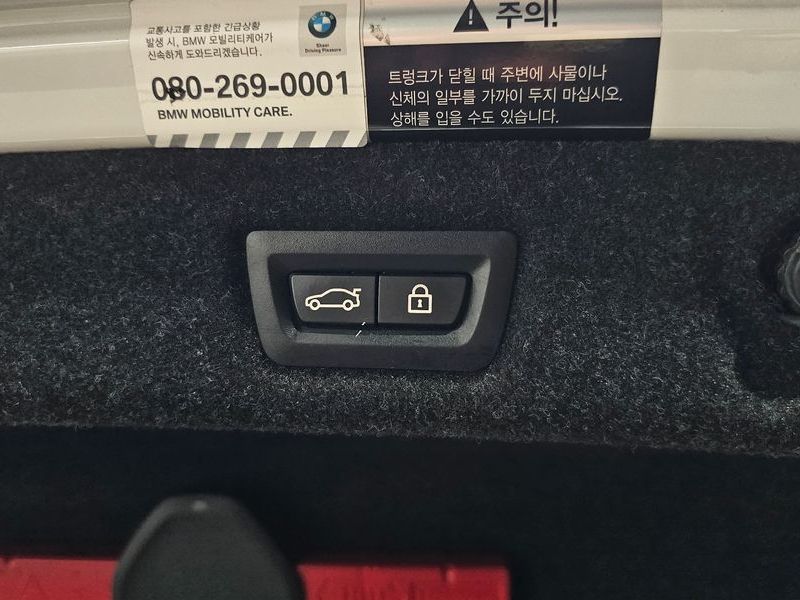 교통사고를 포함한 긴급상황
발생 시, BMW 모빌리티케어가
신속하게 도와드리겠습니다.
BMW
Sheer
Driving Pleasure
080-269-0001
BMW MOBILITY CARE.
주의!
트렁크가 닫힐 때 주변에 사물이나
신체의 일부를 가까이 두지 마십시오.
상해를 입을 수도 있습니다.